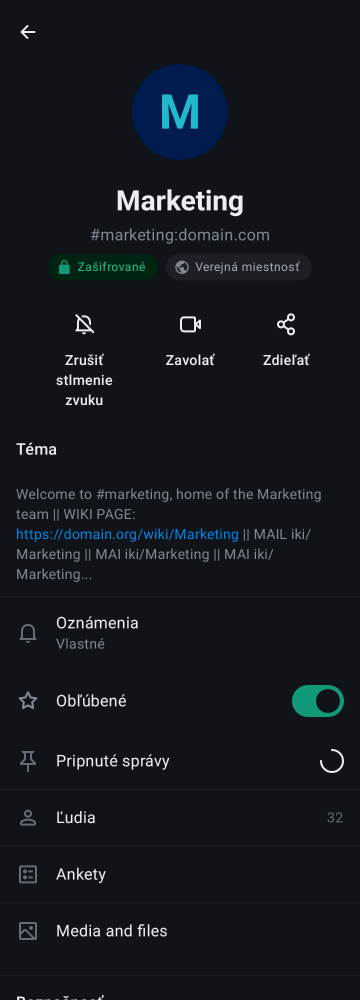 M
Marketing
#marketing:domain.com
Zašifrované
Verejná miestnosť
Zrušiť
stlmenie
zvuku
Zavolať
Zdieľať
Téma
Welcome to #marketing, home of the Marketing
team || WIKI PAGE:
https://domain.org/wiki/Marketing || MAIL iki/
Marketing || MAI iki/Marketing || MAI iki/
Marketing...
Oznámenia
Vlastné
Obľúbené
Pripnuté správy
Ľudia
32
Ankety
Media and files